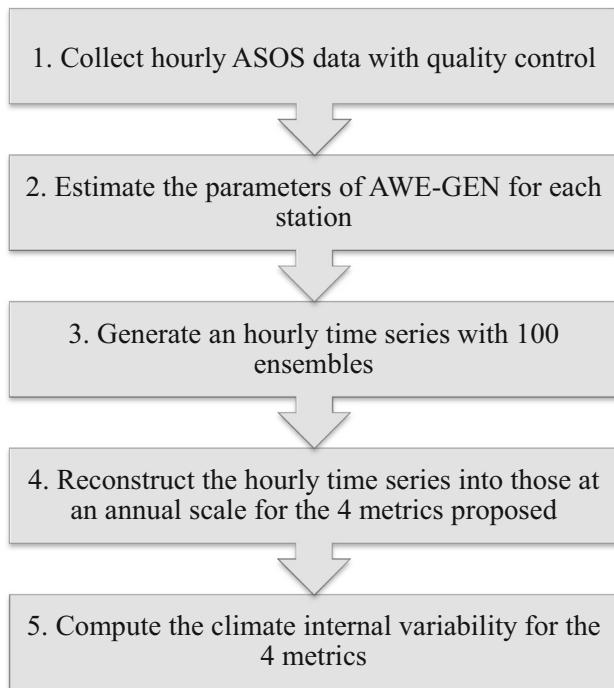 1. Collect hourly ASOS data with quality control
2. Estimate the parameters of AWE-GEN for each
station
3. Generate an hourly time series with 100
ensembles
4. Reconstruct the hourly time series into those at
an annual scale for the 4 metrics proposed
5. Compute the climate internal variability for the
4 metrics